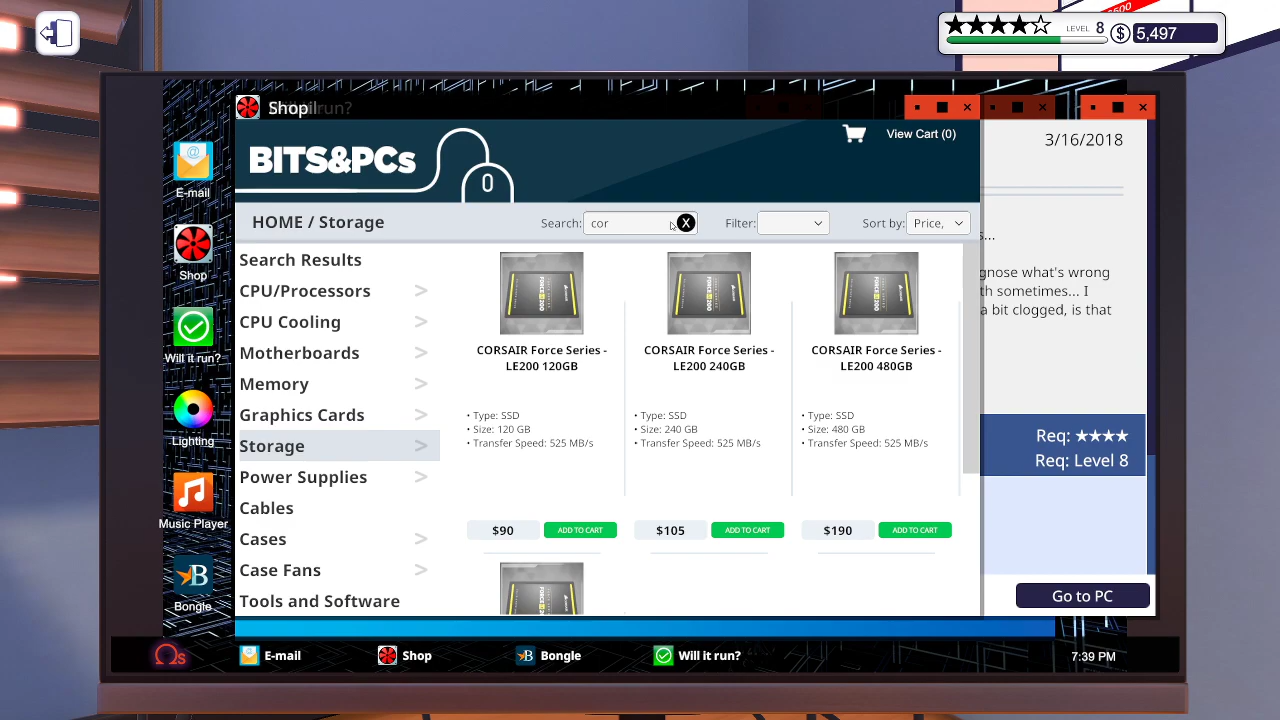 $600
LEVEL 8
$ 5,497
Shop
BITS&PCs
View Cart (0)
3/16/2018
HOME / Storage
Search: cor X
Filter:
Sort by: Price,
Search Results
CPU/Processors >
CPU Cooling >
Motherboards >
Memory >
Graphics Cards >
Storage >
Power Supplies >
Cables
Cases >
Case Fans >
Tools and Software
CORSAIR Force Series -
LE200 120GB
• Type: SSD
• Size: 120 GB
• Transfer Speed: 525 MB/s
$90 ADD TO CART
CORSAIR Force Series -
LE200 240GB
• Type: SSD
• Size: 240 GB
• Transfer Speed: 525 MB/s
$105 ADD TO CART
CORSAIR Force Series -
LE200 480GB
• Type: SSD
• Size: 480 GB
• Transfer Speed: 525 MB/s
$190 ADD TO CART
s...
gnose what's wrong
th sometimes... I
a bit clogged, is that
Req: ★★★★
Req: Level 8
Go to PC
E-mail
Shop
Will it run?
Lighting
Music Player
Bongle
Ωs
E-mail
Shop
Bongle
Will it run?
7:39 PM